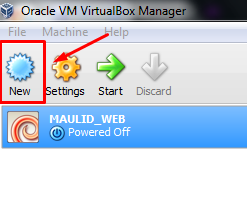 Oracle VM VirtualBox Manager
File Machine Help
New Settings Start Discard
MAULID_WEB
Powered Off